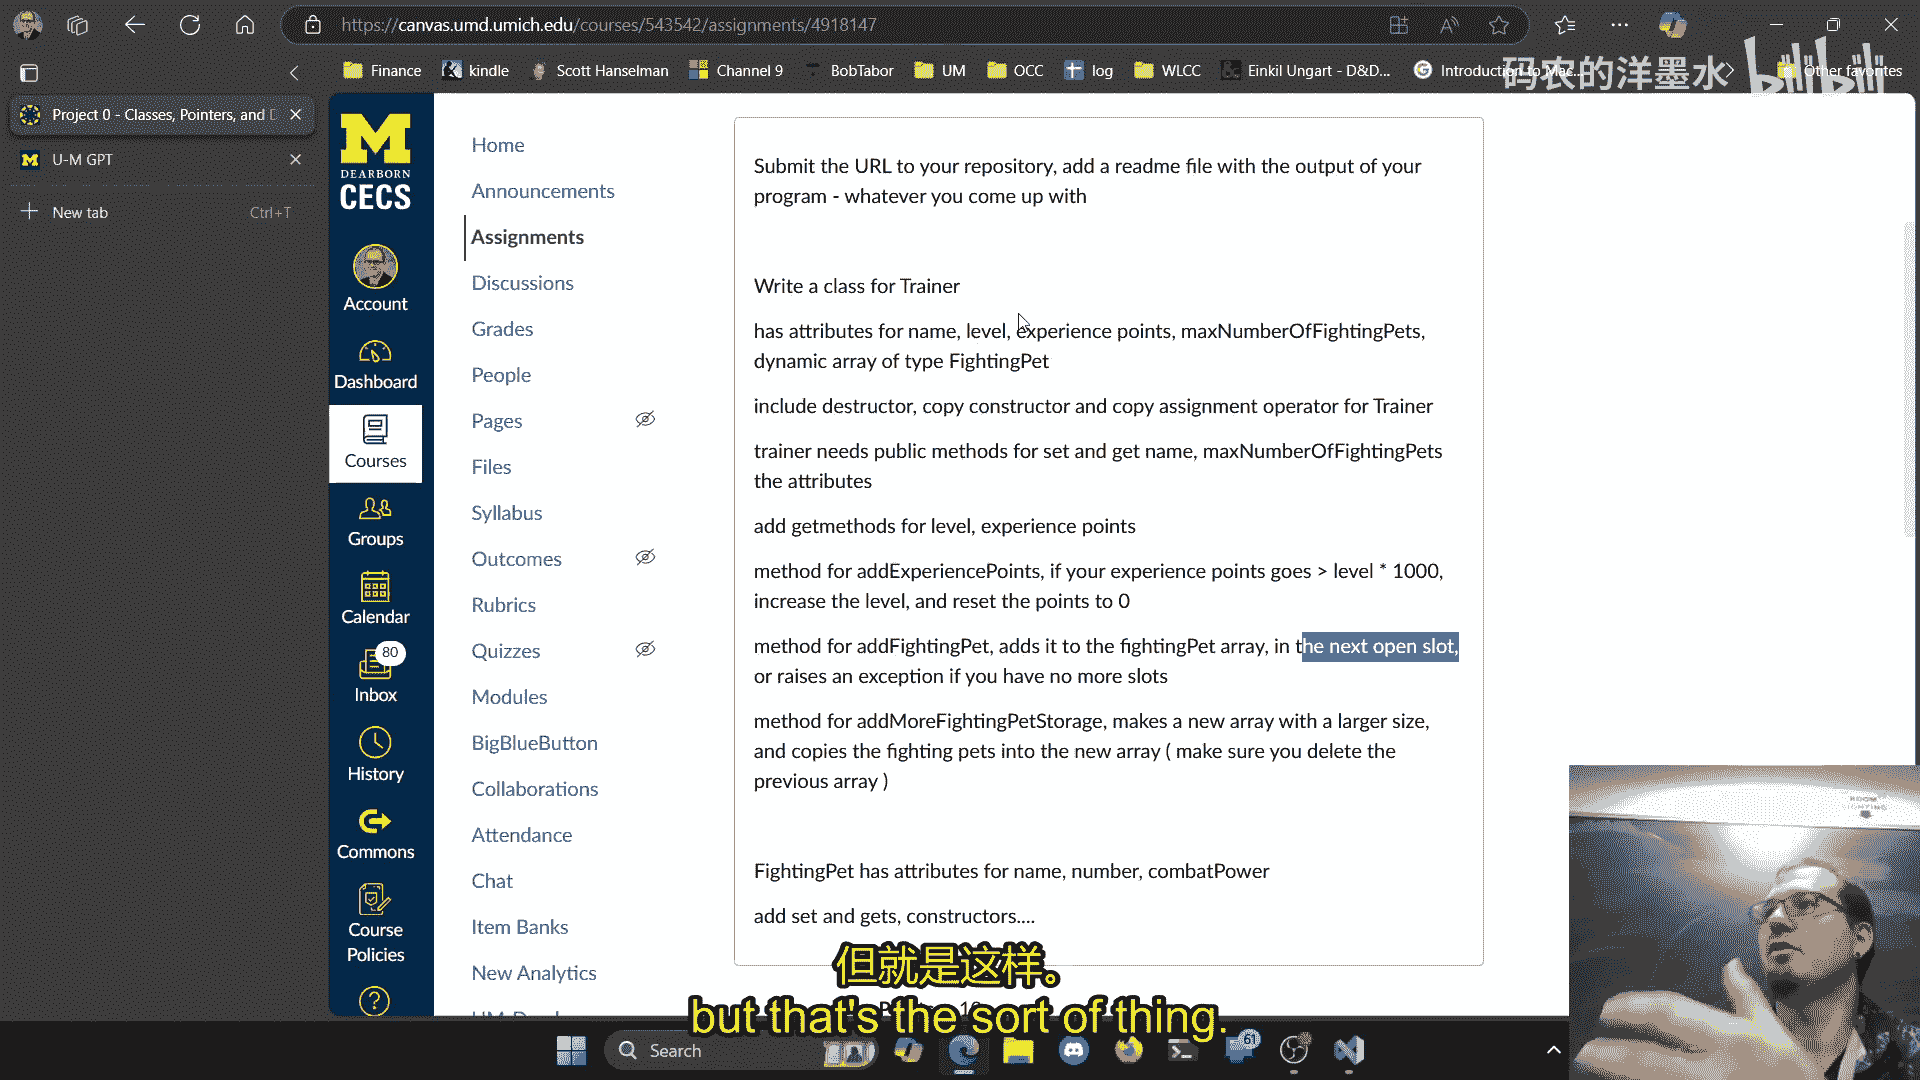 https://canvas.umd.umich.edu/courses/543542/assignments/4918147
Finance
kindle
Scott Hanselman
Channel 9
BobTabor
UM
OCC
log
WLCC
Einkil Ungart - D&D...
Introduction to Mac...
Other favorites
码农的洋墨水
bilibili
Project 0 - Classes, Pointers, and D
U-M GPT
New tab
Ctrl+T
M
DEARBORN
CECS
Account
Dashboard
Courses
Groups
Calendar
80
Inbox
History
Commons
Course
Policies
Home
Announcements
Assignments
Discussions
Grades
People
Pages
Files
Syllabus
Outcomes
Rubrics
Quizzes
Modules
BigBlueButton
Collaborations
Attendance
Chat
Item Banks
New Analytics
Submit the URL to your repository, add a readme file with the output of your
program - whatever you come up with
Write a class for Trainer
has attributes for name, level, experience points, maxNumberOfFightingPets,
dynamic array of type FightingPet
include destructor, copy constructor and copy assignment operator for Trainer
trainer needs public methods for set and get name, maxNumberOfFightingPets
the attributes
add getmethods for level, experience points
method for addExperiencePoints, if your experience points goes > level * 1000,
increase the level, and reset the points to 0
method for addFightingPet, adds it to the fightingPet array, in the next open slot,
or raises an exception if you have no more slots
method for addMoreFightingPetStorage, makes a new array with a larger size,
and copies the fighting pets into the new array ( make sure you delete the
previous array )
FightingPet has attributes for name, number, combatPower
add set and gets, constructors....
但就是这样。
but that's the sort of thing.
Search
61